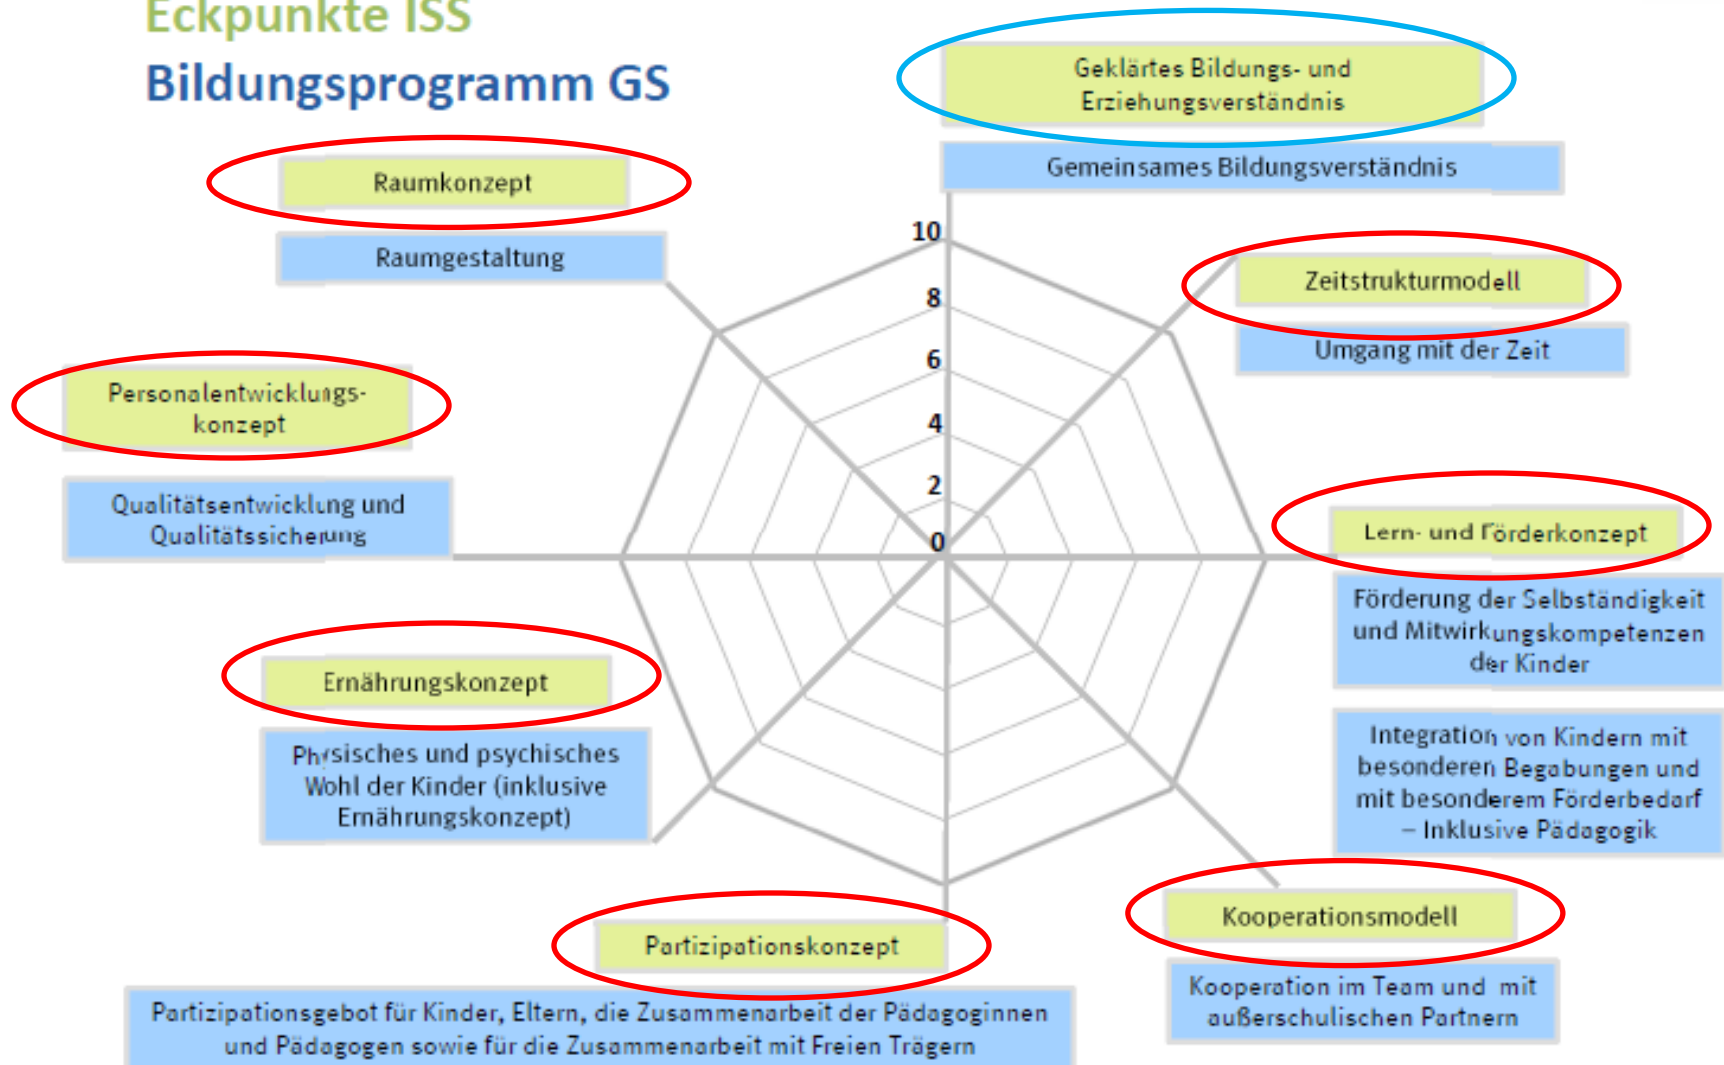 Eckpunkte ISS
Bildungsprogramm GS
Geklärtes Bildungs- und
Erziehungsverständnis
Gemeinsames Bildungsverständnis
Raumkonzept
Raumgestaltung
Zeitstrukturmodell
Umgang mit der Zeit
Personalentwicklungs-
konzept
Qualitätsentwicklung und
Qualitätssicherung
Lern- und Förderkonzept
Förderung der Selbständigkeit
und Mitwirkungskompetenzen
der Kinder
Integration von Kindern mit
besonderen Begabungen und
mit besonderem Förderbedarf
– Inklusive Pädagogik
Ernährungskonzept
Physisches und psychisches
Wohl der Kinder (inklusive
Ernährungskonzept)
Kooperationsmodell
Kooperation im Team und mit
außerschulischen Partnern
Partizipationskonzept
Partizipationsgebot für Kinder, Eltern, die Zusammenarbeit der Pädagoginnen
und Pädagogen sowie für die Zusammenarbeit mit Freien Trägern
10
8
6
4
2
0